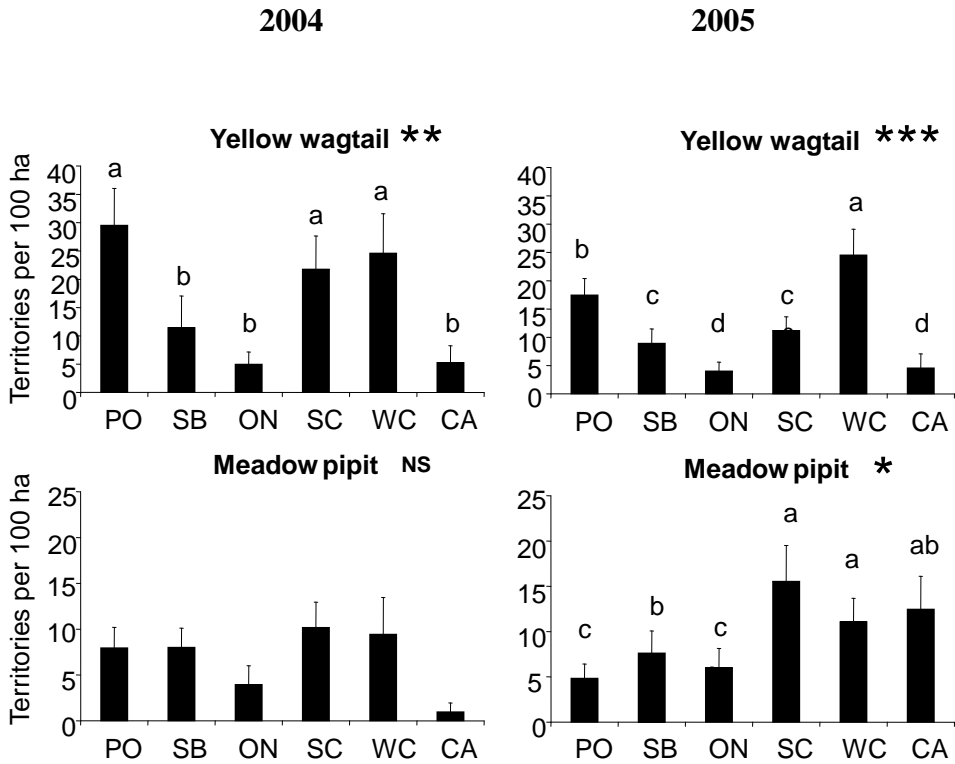 2004 2005
Yellow wagtail **
Territories per 100 ha
40
35
30
25
20
15
10
5
0
a
b
b
a
a
b
PO SB ON SC WC CA
Yellow wagtail ***
40
35
30
25
20
15
10
5
0
b
c
d
c
a
d
PO SB ON SC WC CA
Meadow pipit NS
Territories per 100 ha
25
20
15
10
5
0
PO SB ON SC WC CA
Meadow pipit *
25
20
15
10
5
0
c
b
c
a
a
ab
PO SB ON SC WC CA